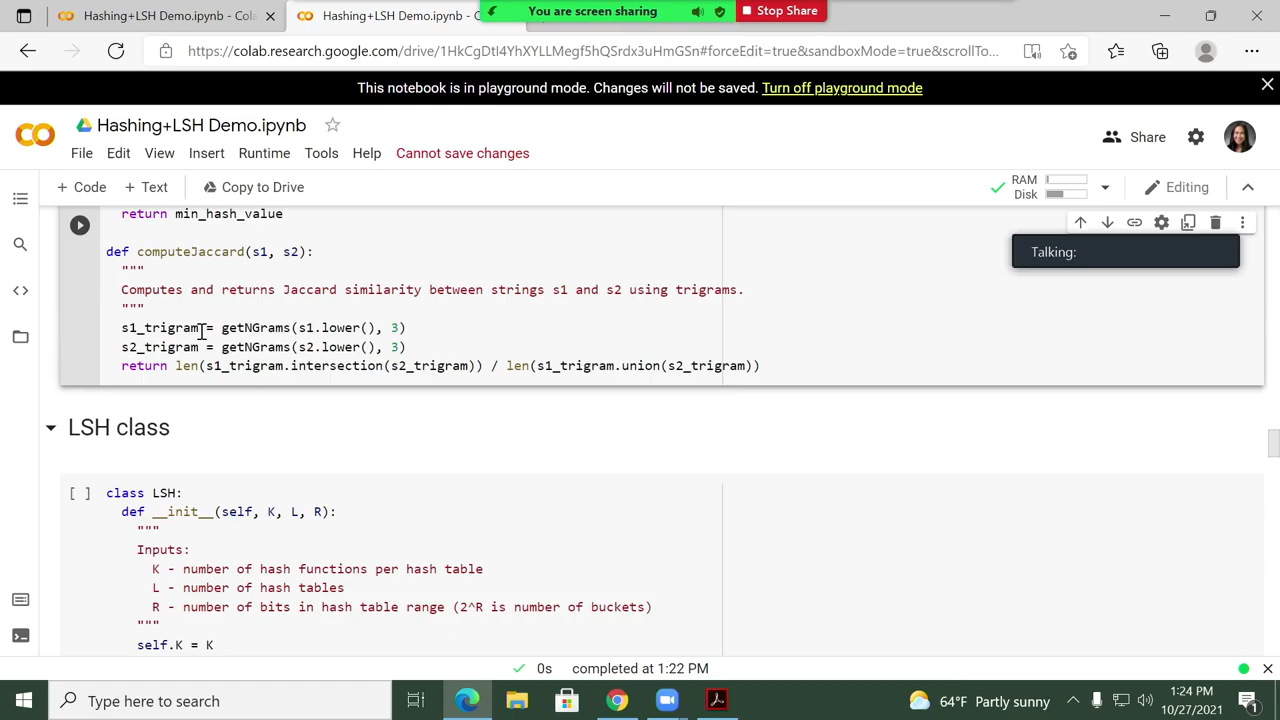 Hashing+LSH Demo.ipynb - Colab
Hashing+LSH Demo.ipynb - C
You are screen sharing
Stop Share
https://colab.research.google.com/drive/1HkCgDtI4YhXYLLMegf5hQSrdx3uHmGSn#forceEdit=true&sandboxMode=true&scrollTo...
This notebook is in playground mode. Changes will not be saved. Turn off playground mode
Hashing+LSH Demo.ipynb
Share
File Edit View Insert Runtime Tools Help Cannot save changes
+ Code + Text Copy to Drive
RAM
Disk
Editing
return min_hash_value
def computeJaccard(s1, s2):
Talking:
"""
Computes and returns Jaccard similarity between strings s1 and s2 using trigrams.
"""
s1_trigram = getNGrams(s1.lower(), 3)
s2_trigram = getNGrams(s2.lower(), 3)
return len(s1_trigram.intersection(s2_trigram)) / len(s1_trigram.union(s2_trigram))
LSH class
[ ] class LSH:
def __init__(self, K, L, R):
"""
Inputs:
K - number of hash functions per hash table
L - number of hash tables
R - number of bits in hash table range (2^R is number of buckets)
"""
self.K = K
0s completed at 1:22 PM
Type here to search
64°F Partly sunny
1:24 PM
10/27/2021
1